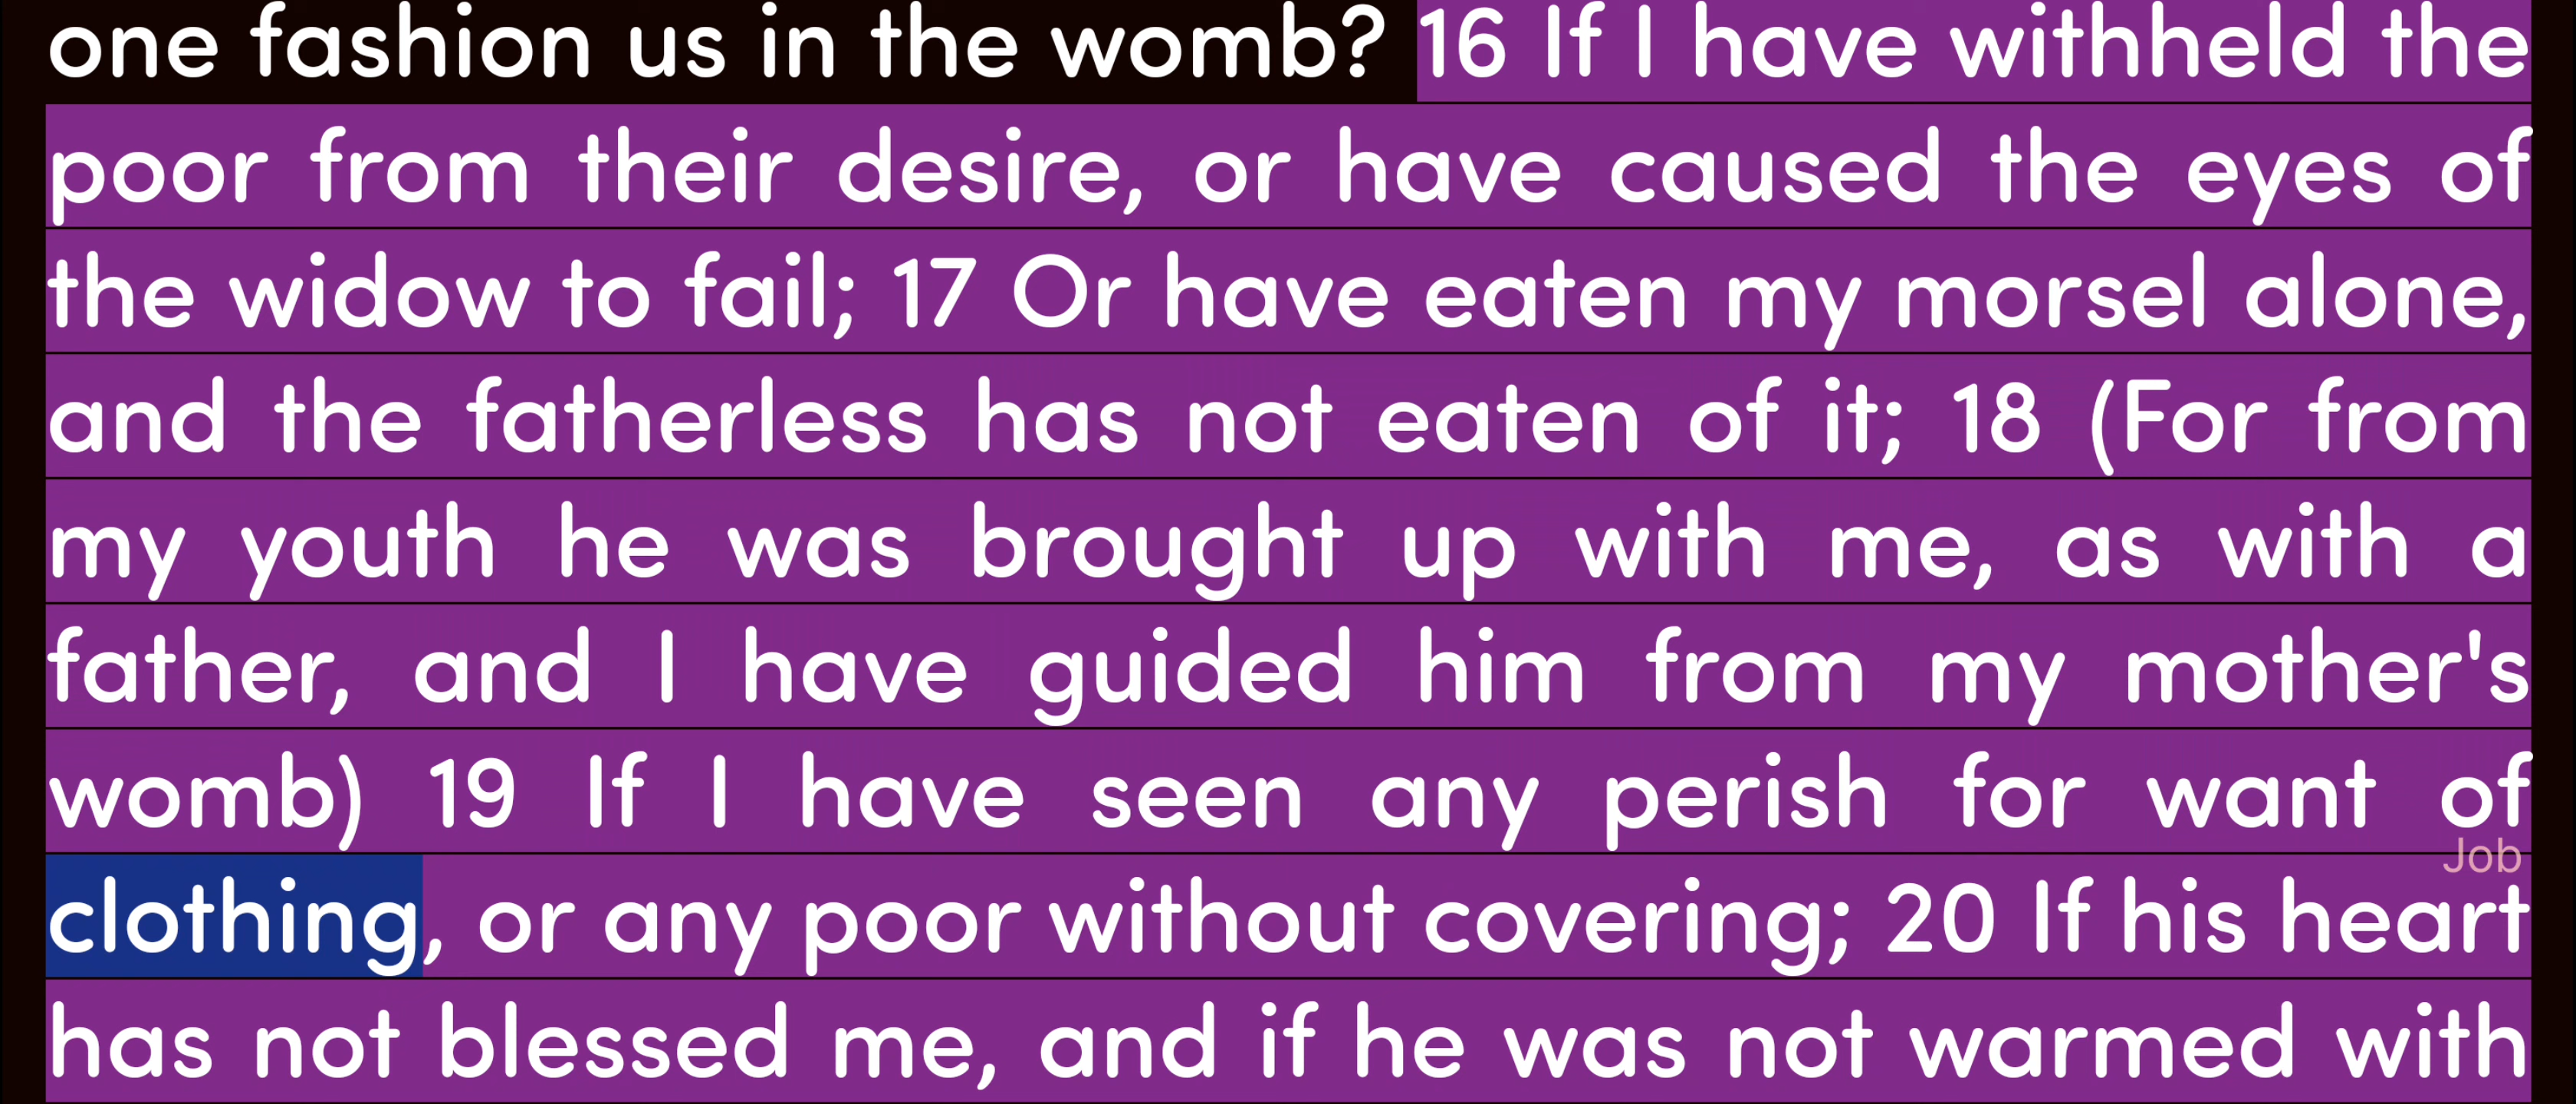 one fashion us in the womb? 16 If I have withheld the
poor from their desire, or have caused the eyes of
the widow to fail; 17 Or have eaten my morsel alone,
and the fatherless has not eaten of it; 18 (For from
my youth he was brought up with me, as with a
father, and I have guided him from my mother's
womb) 19 If I have seen any perish for want of
Job
clothing, or any poor without covering; 20 If his heart
has not blessed me, and if he was not warmed with